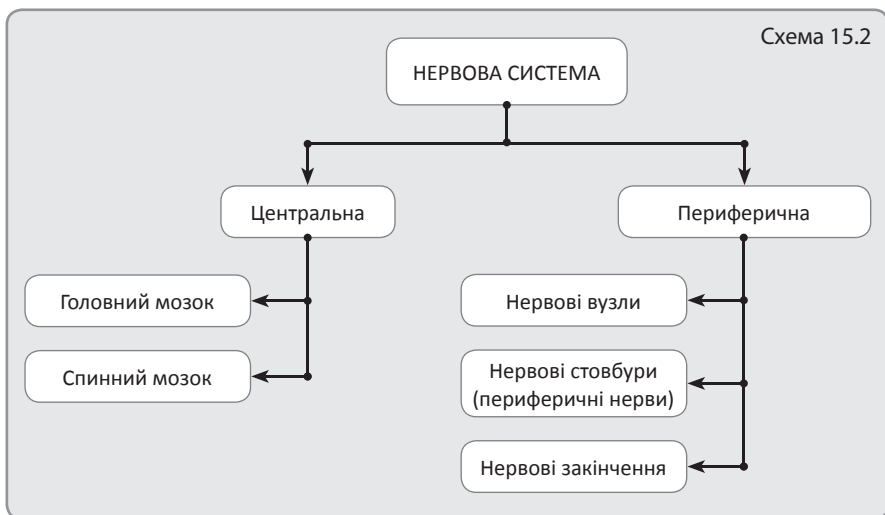 Схема 15.2
НЕРВОВА СИСТЕМА
Центральна
Периферична
Головний мозок
Спинний мозок
Нервові вузли
Нервові стовбури
(периферичні нерви)
Нервові закінчення